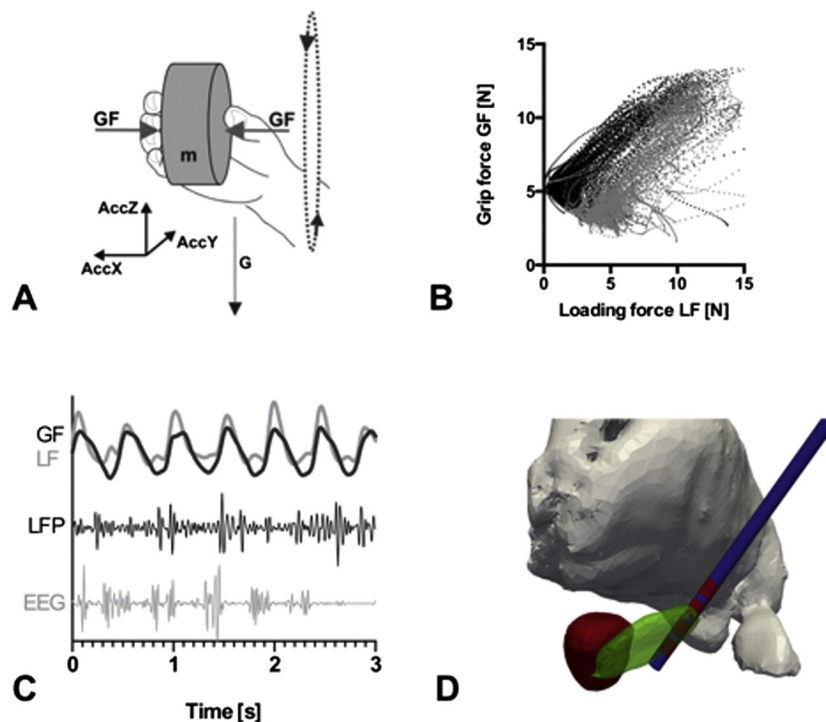 GF
GF
m
AccZ
AccY
AccX
G
A
Grip force GF [N]
15
10
5
0
0
5
10
15
Loading force LF [N]
B
GF
LF
LFP
EEG
0
1
2
3
Time [s]
C
D